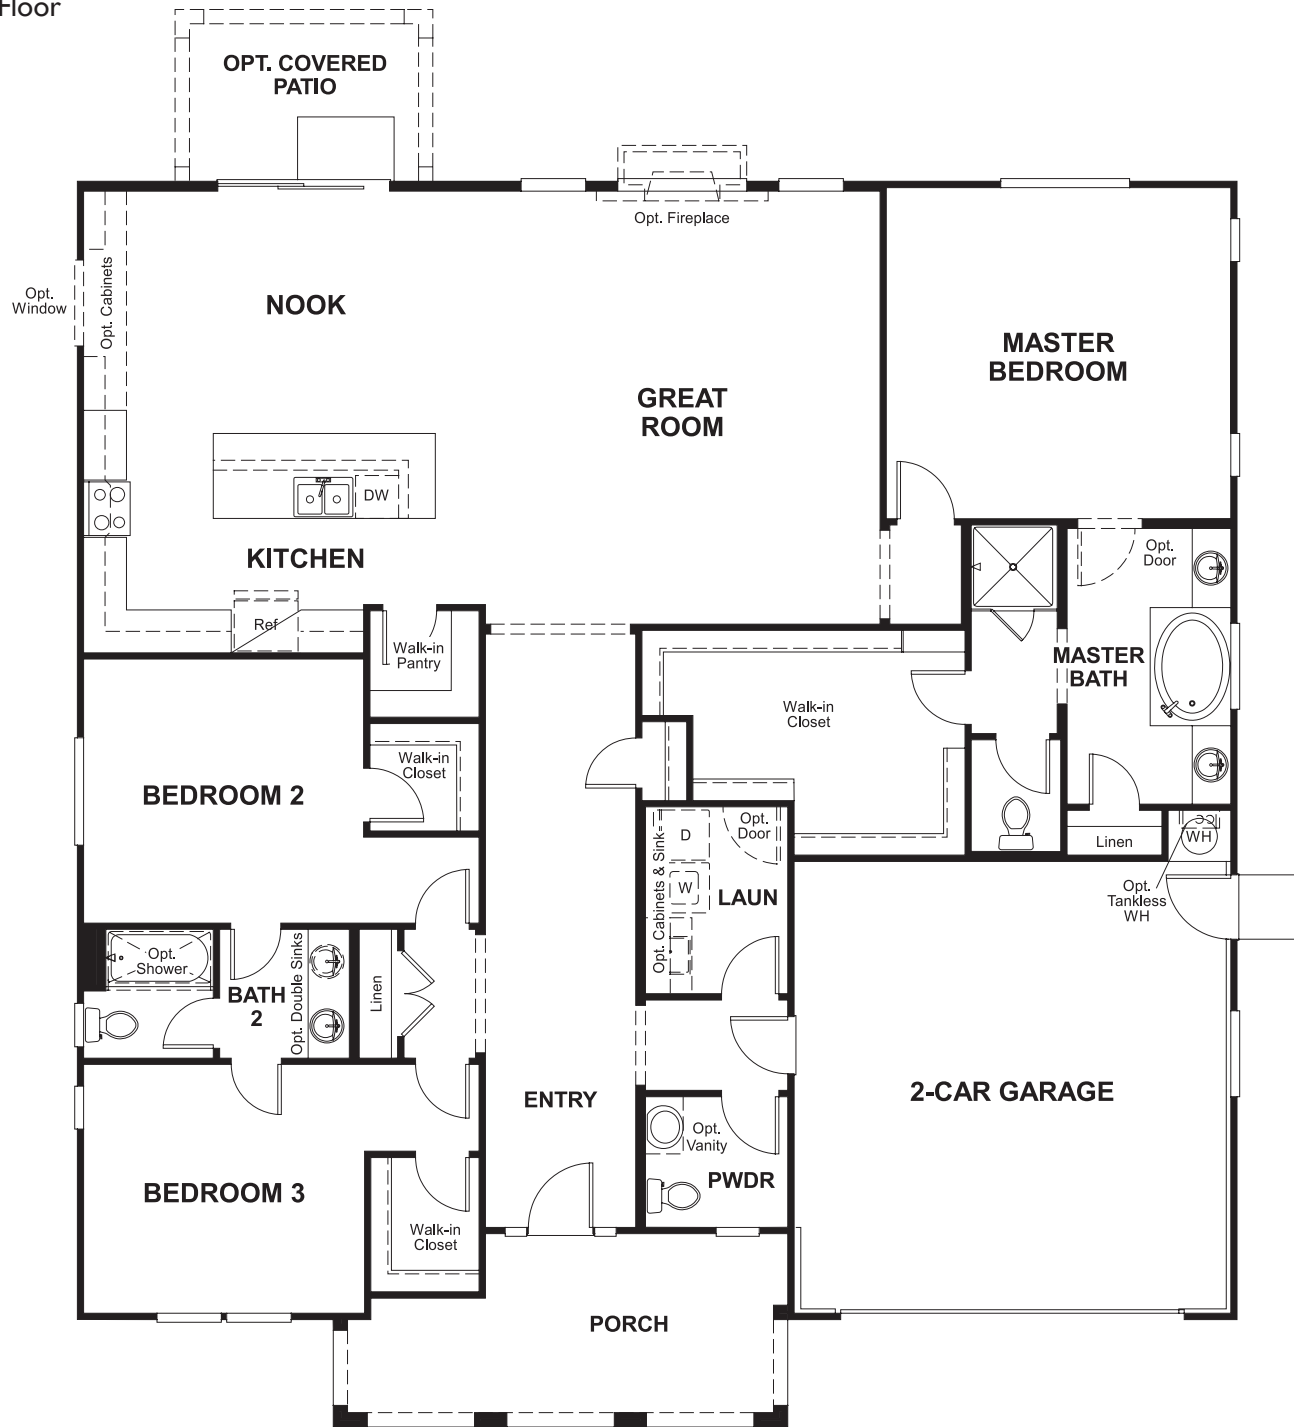 Floor
OPT. COVERED
PATIO
Opt. Fireplace
Opt.
Window
Opt. Cabinets
NOOK
MASTER
BEDROOM
GREAT
ROOM
DW
KITCHEN
Opt.
Door
Ref
Walk-in
Pantry
MASTER
BATH
Walk-in
Closet
Walk-in
Closet
BEDROOM 2
Opt. Cabinets & Sink
D
Opt.
Door
WH
Linen
W
LAUN
Opt.
Tankless
WH
Opt.
Shower
Opt. Double Sinks
Linen
BATH
2
ENTRY
2-CAR GARAGE
Opt.
Vanity
PWDR
BEDROOM 3
Walk-in
Closet
PORCH